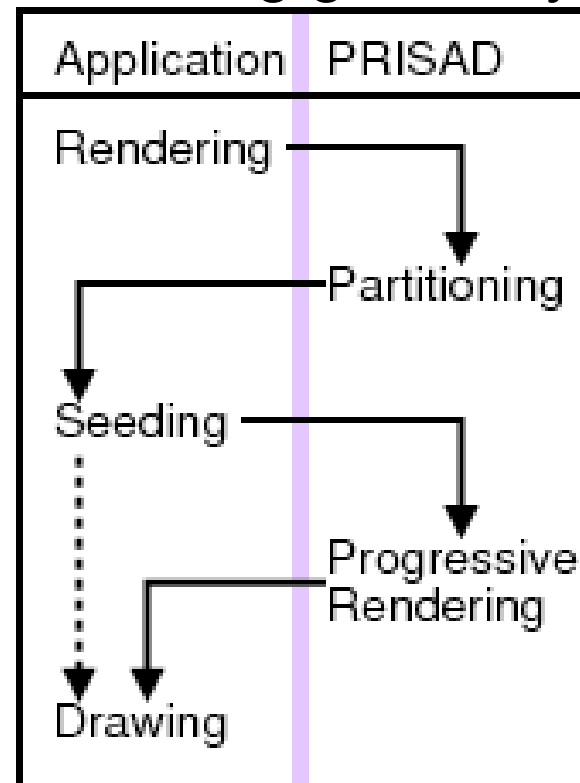 Application PRISAD
Rendering
Partitioning
Seeding
Progressive
Rendering
Drawing